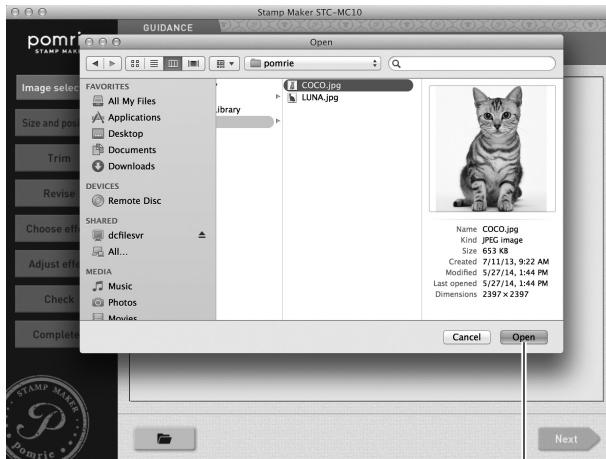 Stamp Maker STC-MC10
GUIDANCE
pomri
STAMP MAK
Open
pomrie
Image selec
Size and posi
Trim
Revise
Choose effe
Adjust effe
Check
Complete
FAVORITES
All My Files
Applications
Desktop
Documents
Downloads
DEVICES
Remote Disc
SHARED
dcfilesvr
All...
MEDIA
Music
Photos
Movies
ibrary
COCO.jpg
LUNA.jpg
Name COCO.jpg
Kind JPEG image
Size 653 KB
Created 7/11/13, 9:22 AM
Modified 5/27/14, 1:44 PM
Last opened 5/27/14, 1:44 PM
Dimensions 2397 × 2397
Cancel
Open
STAMP MAKER
P
Pomrie
Next